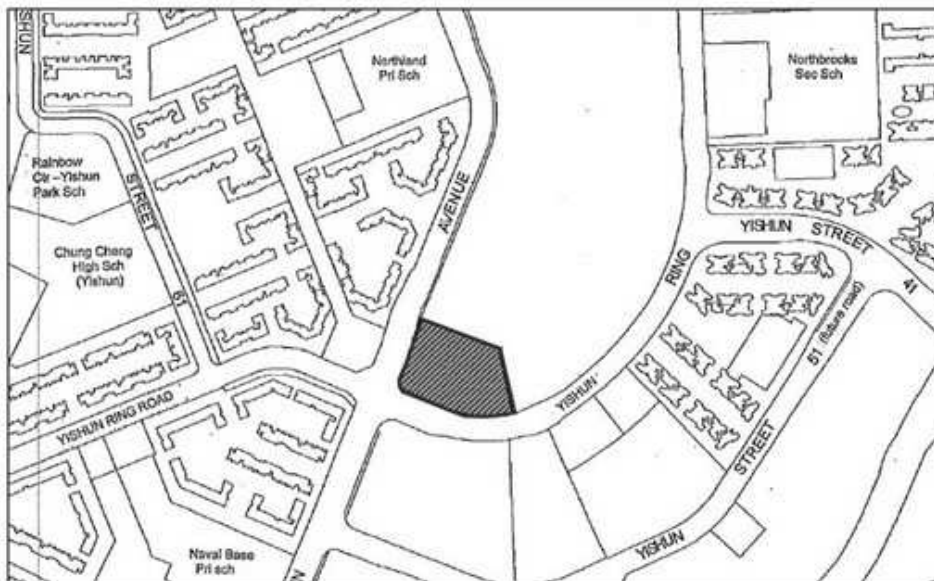 ISHUN
Northland
Pri Sch
Northbrooks
Sec Sch
Rainbow
Ctr -Yishun
Park Sch
STREET
61
AVENUE
Chung Cheng
High Sch
(Yishun)
YISHUN STREET
41
RING
YISHUN
YISHUN RING ROAD
51 (future road)
STREET
YISHUN
Naval Base
Pri sch
N